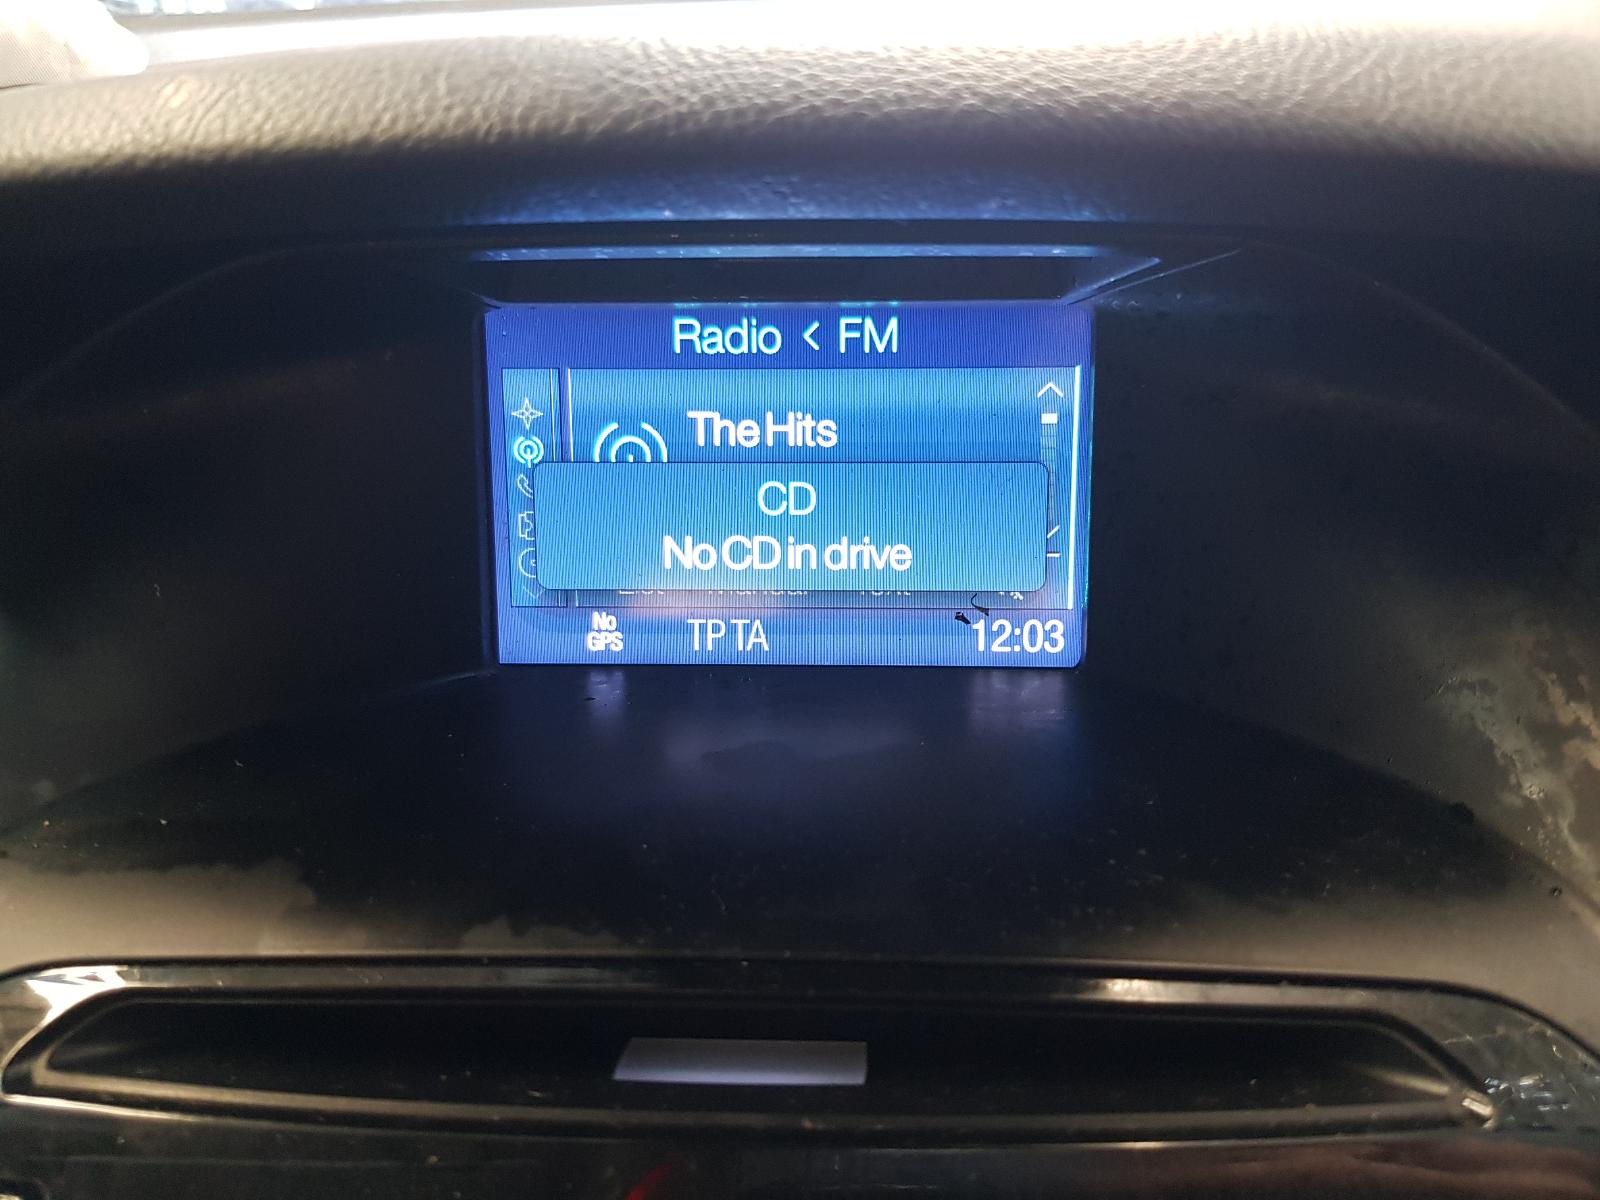 Radio < FM
The Hits
CD
No CD in drive
No
GPS
TP TA
12:03